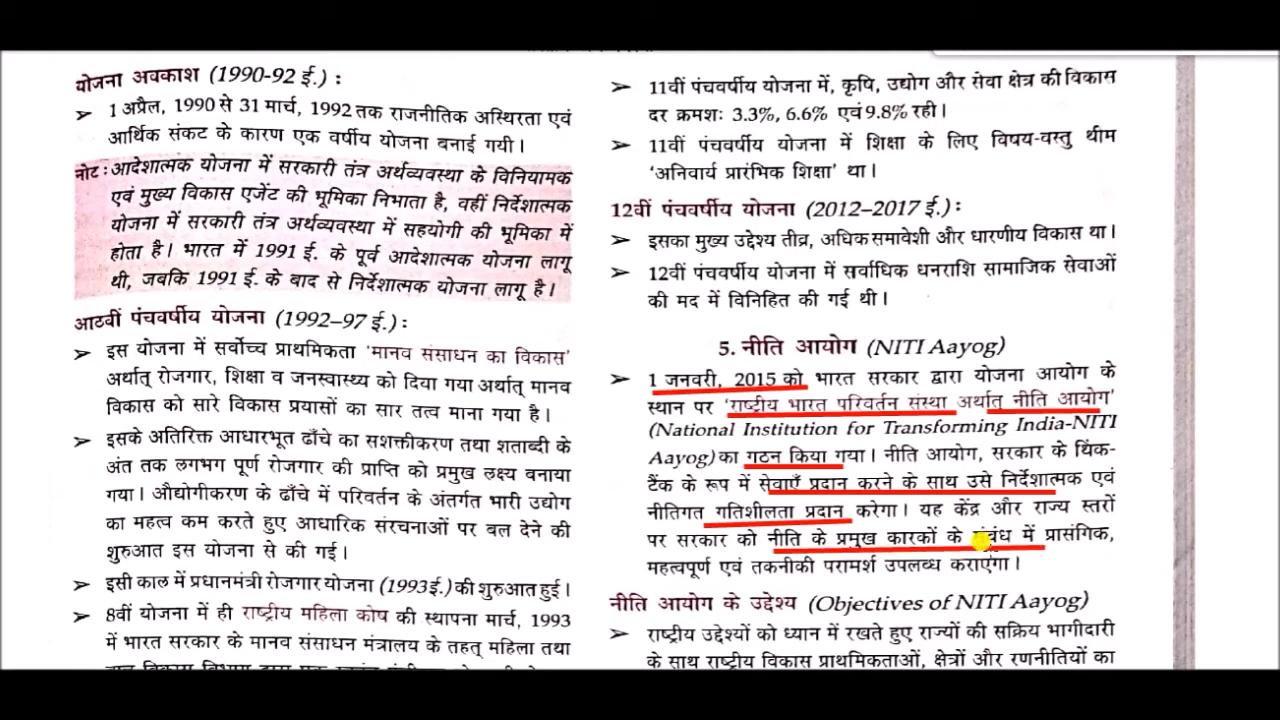 योजना अवकाश (1990-92 ई.) :
➢ 1 अप्रैल, 1990 से 31 मार्च, 1992 तक राजनीतिक अस्थिरता एवं
आर्थिक संकट के कारण एक वर्षीय योजना बनाई गयी।
नोट : आदेशात्मक योजना में सरकारी तंत्र अर्थव्यवस्था के विनियामक
एवं मुख्य विकास एजेंट की भूमिका निभाता है, वहीं निर्देशात्मक
योजना में सरकारी तंत्र अर्थव्यवस्था में सहयोगी की भूमिका में
होता है। भारत में 1991 ई. के पूर्व आदेशात्मक योजना लागू
थी, जबकि 1991 ई. के बाद से निर्देशात्मक योजना लागू है।
आठवीं पंचवर्षीय योजना (1992–97 ई.) :
➢ इस योजना में सर्वोच्च प्राथमिकता 'मानव संसाधन का विकास'
अर्थात् रोजगार, शिक्षा व जनस्वास्थ्य को दिया गया अर्थात् मानव
विकास को सारे विकास प्रयासों का सार तत्व माना गया है।
➢ इसके अतिरिक्त आधारभूत ढाँचे का सशक्तीकरण तथा शताब्दी के
अंत तक लगभग पूर्ण रोजगार की प्राप्ति को प्रमुख लक्ष्य बनाया
गया। औद्योगीकरण के ढाँचे में परिवर्तन के अंतर्गत भारी उद्योग
का महत्व कम करते हुए आधारिक संरचनाओं पर बल देने की
शुरुआत इस योजना से की गई।
➢ इसी काल में प्रधानमंत्री रोजगार योजना (1993ई.) की शुरुआत हुई।
➢ 8वीं योजना में ही राष्ट्रीय महिला कोष की स्थापना मार्च, 1993
में भारत सरकार के मानव संसाधन मंत्रालय के तहत् महिला तथा
➢ 11वीं पंचवर्षीय योजना में, कृषि, उद्योग और सेवा क्षेत्र की विकास
दर क्रमशः 3.3%, 6.6% एवं 9.8% रही।
➢ 11वीं पंचवर्षीय योजना में शिक्षा के लिए विषय-वस्तु थीम
'अनिवार्य प्रारंभिक शिक्षा' था।
12वीं पंचवर्षीय योजना (2012–2017 ई.) :
➢ इसका मुख्य उद्देश्य तीव्र, अधिक समावेशी और धारणीय विकास था।
➢ 12वीं पंचवर्षीय योजना में सर्वाधिक धनराशि सामाजिक सेवाओं
की मद में विनिहित की गई थी।
5. नीति आयोग (NITI Aayog)
➢ 1 जनवरी, 2015 को भारत सरकार द्वारा योजना आयोग के
स्थान पर 'राष्ट्रीय भारत परिवर्तन संस्था अर्थात् नीति आयोग'
(National Institution for Transforming India-NITI
Aayog) का गठन किया गया। नीति आयोग, सरकार के थिंक-
टैंक के रूप में सेवाएँ प्रदान करने के साथ उसे निर्देशात्मक एवं
नीतिगत गतिशीलता प्रदान करेगा। यह केंद्र और राज्य स्तरों
पर सरकार को नीति के प्रमुख कारकों के संबंध में प्रासंगिक,
महत्वपूर्ण एवं तकनीकी परामर्श उपलब्ध कराएगा।
नीति आयोग के उद्देश्य (Objectives of NITI Aayog)
➢ राष्ट्रीय उद्देश्यों को ध्यान में रखते हुए राज्यों की सक्रिय भागीदारी
के साथ राष्ट्रीय विकास प्राथमिकताओं, क्षेत्रों और रणनीतियों का